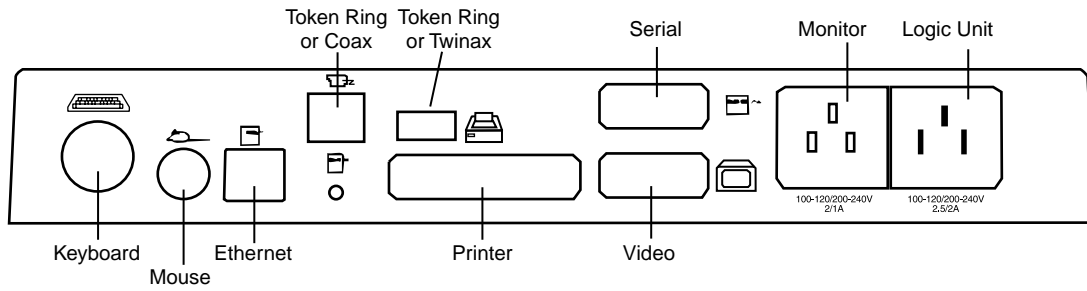 Token Ring
or Coax
Token Ring
or Twinax
Serial
Monitor
Logic Unit
100-120/200-240V
2/1A
100-120/200-240V
2.5/2A
Keyboard
Mouse
Ethernet
Printer
Video